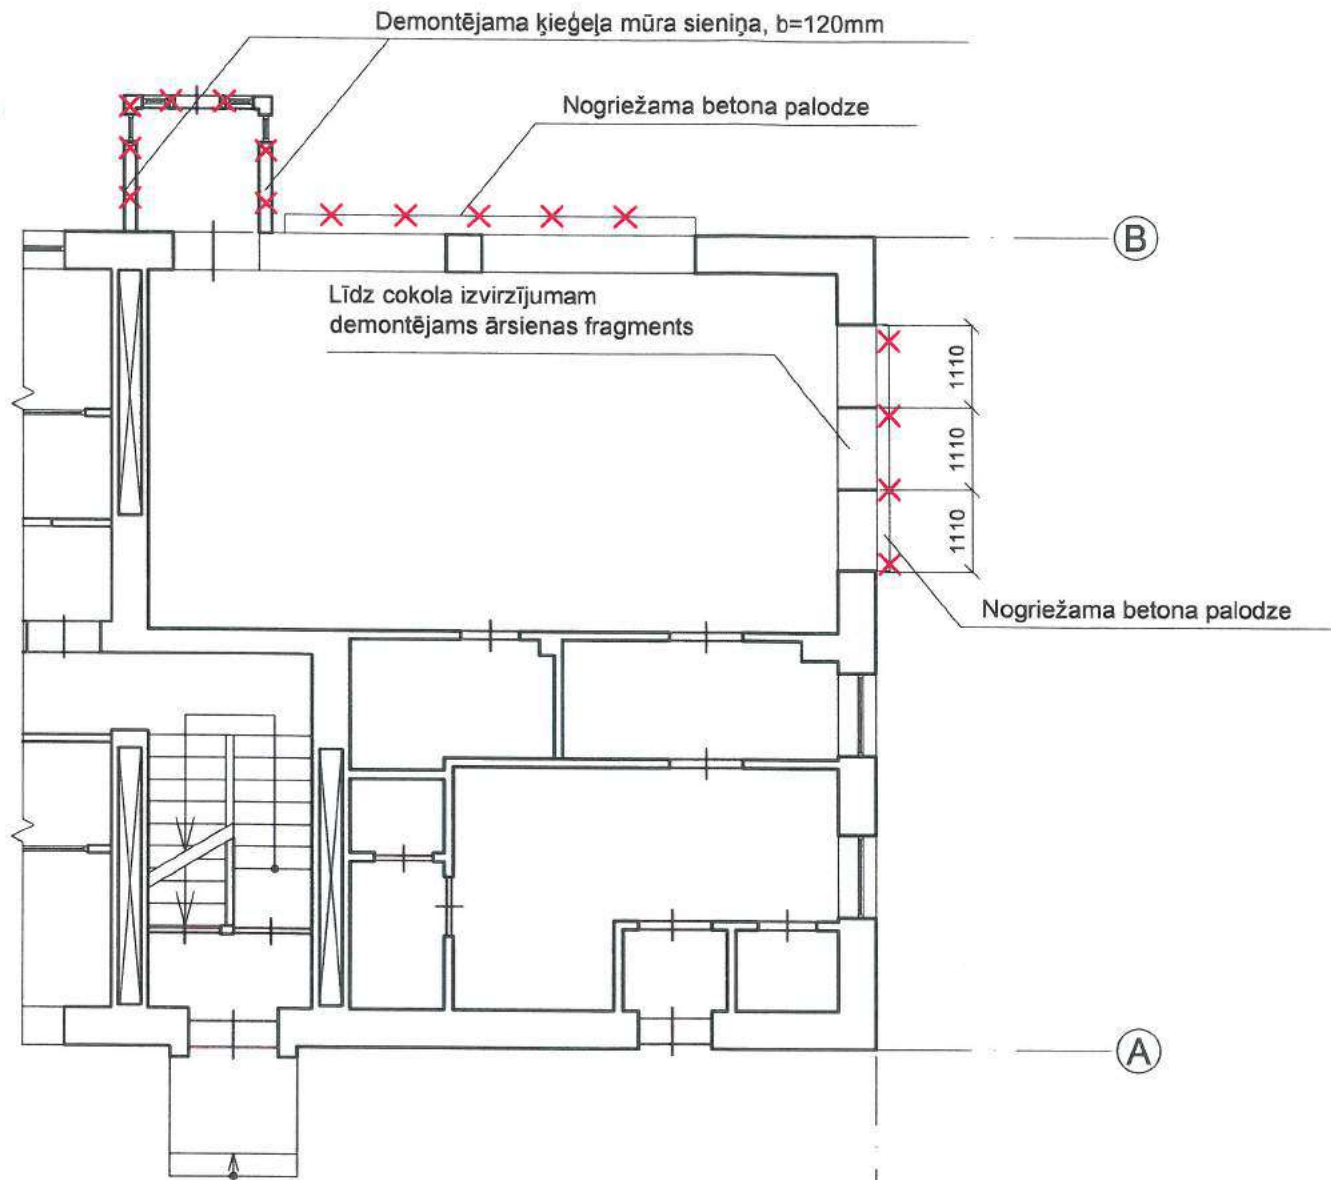 Demontējama ķieģeļa mūra sieniņa, b=120mm
Nogriežama betona palodze
B
Līdz cokola izvirzījumam
demontējams ārsienas fragments
1110
1110
1110
Nogriežama betona palodze
A